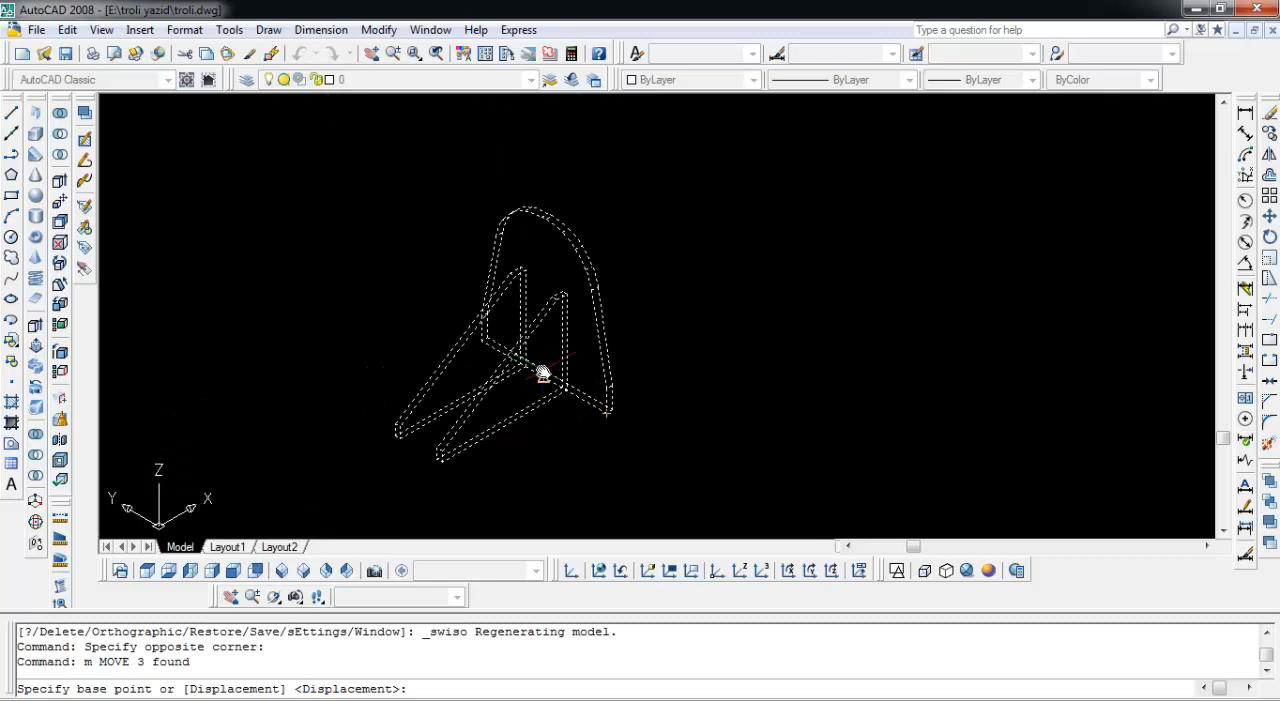 AutoCAD 2008 - [E:\troli yazid\troli.dwg]
File Edit View Insert Format Tools Draw Dimension Modify Window Help Express
Type a question for help
AutoCAD Classic
0
ByLayer
ByLayer
ByLayer
ByColor
A
Z
Y
X
Model Layout1 Layout2
[?/Delete/Orthographic/Restore/Save/sEttings/Window]: _swiso Regenerating model.
Command: Specify opposite corner:
Command: m MOVE 3 found
Specify base point or [Displacement] <Displacement>: